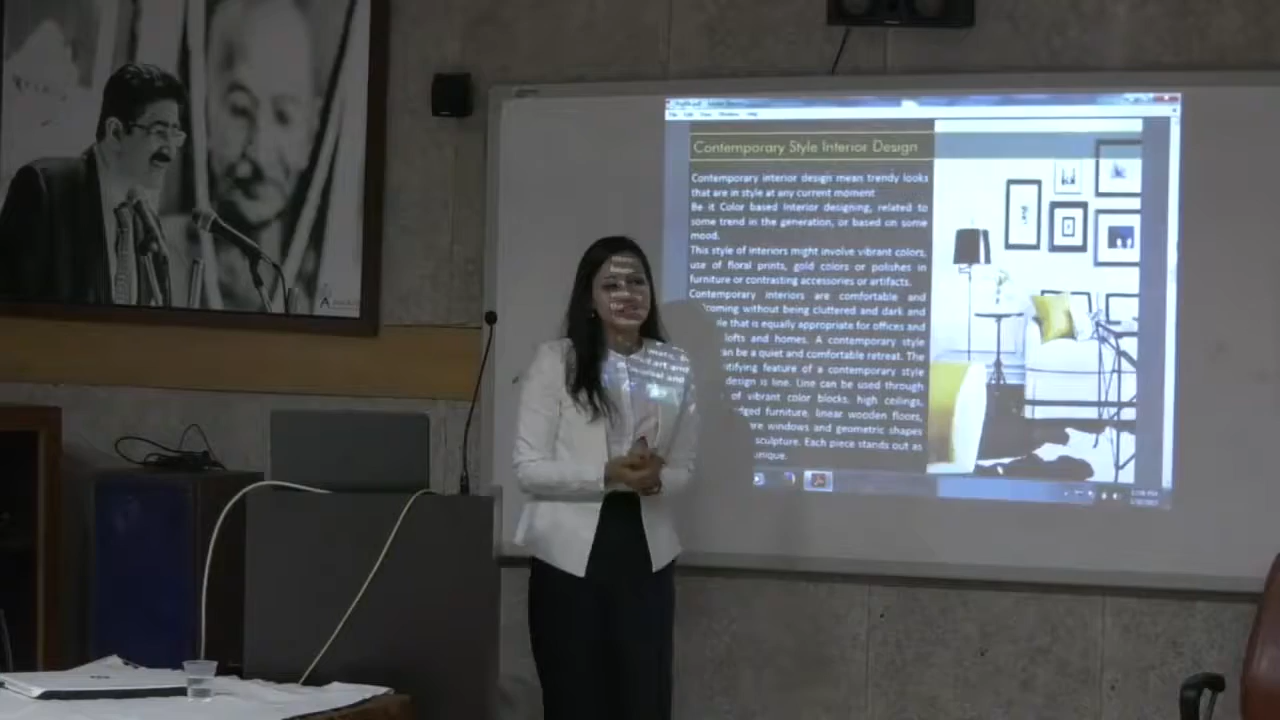 Contemporary Style Interior Design
Contemporary interior design mean trendy looks
that are in style at any current moment
Be it Color based Interior designing, related to
some trend in the generation, or based on some
mood.
This style of interiors might involve vibrant colors,
use of floral prints, gold colors or polishes in
furniture or contrasting accessories or artifacts.
Contemporary interiors are comfortable and
without being cluttered and dark and
that is equally appropriate for offices and
lofts and homes. A contemporary style
be a quiet and comfortable retreat. The
feature of a contemporary style
design is line. Line can be used through
of vibrant color blocks, high ceilings,
furniture, linear wooden floors,
windows and geometric shapes
sculpture. Each piece stands out as
unique.